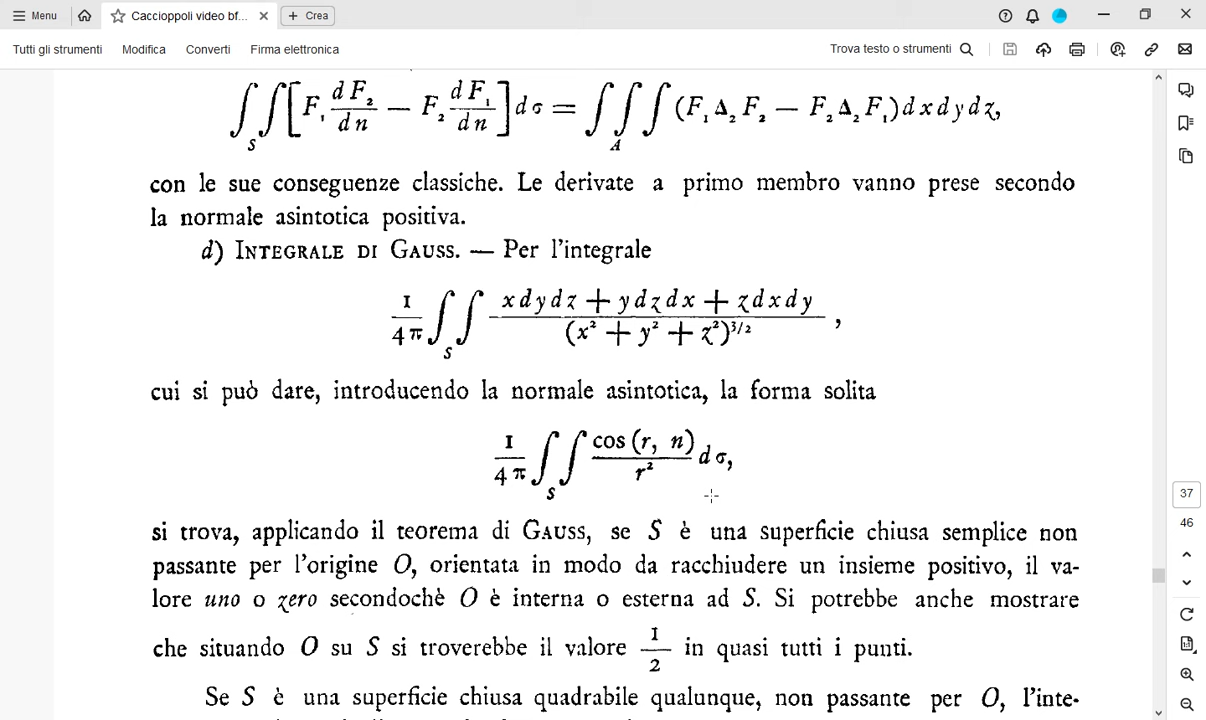 Menu
Caccioppoli video bf...
Crea
Tutti gli strumenti
Modifica
Converti
Firma elettronica
Trova testo o strumenti
∫∫_S [F₁ dF₂/dn − F₂ dF₁/dn] dσ = ∫∫∫_A (F₁ Δ₂ F₂ − F₂ Δ₂ F₁) dx dy dz,
con le sue conseguenze classiche. Le derivate a primo membro vanno prese secondo
la normale asintotica positiva.
d) INTEGRALE DI GAUSS. — Per l'integrale
1/4π ∫∫_S (x dy dz + y dz dx + z dx dy)/(x² + y² + z²)^3/2 ,
cui si può dare, introducendo la normale asintotica, la forma solita
1/4π ∫∫_S cos (r, n)/r² dσ,
si trova, applicando il teorema di GAUSS, se S è una superficie chiusa semplice non
passante per l'origine O, orientata in modo da racchiudere un insieme positivo, il va-
lore uno o zero secondochè O è interna o esterna ad S. Si potrebbe anche mostrare
che situando O su S si troverebbe il valore 1/2 in quasi tutti i punti.
Se S è una superficie chiusa quadrabile qualunque, non passante per O, l'inte-
37
46